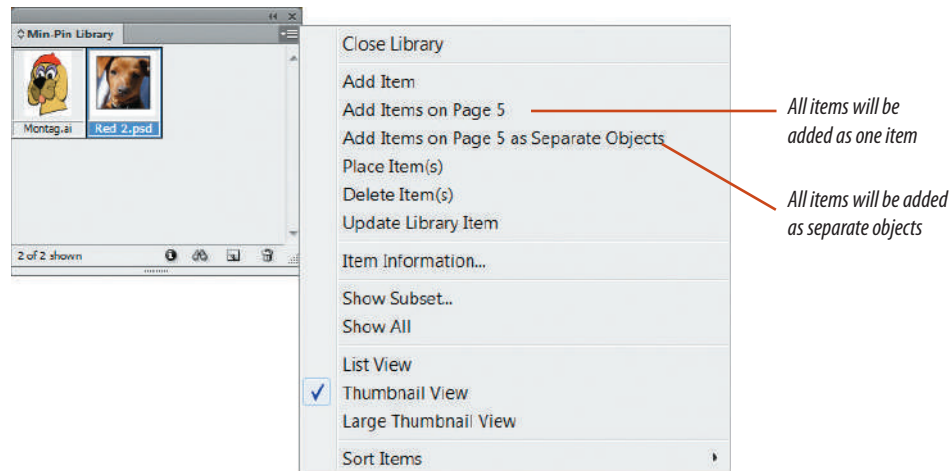 Min-Pin Library
Montag.ai
Red 2.psd
2 of 2 shown
Close Library
Add Item
Add Items on Page 5
Add Items on Page 5 as Separate Objects
Place Item(s)
Delete Item(s)
Update Library Item
Item Information...
Show Subset...
Show All
List View
Thumbnail View
Large Thumbnail View
Sort Items
All items will be
added as one item
All items will be added
as separate objects